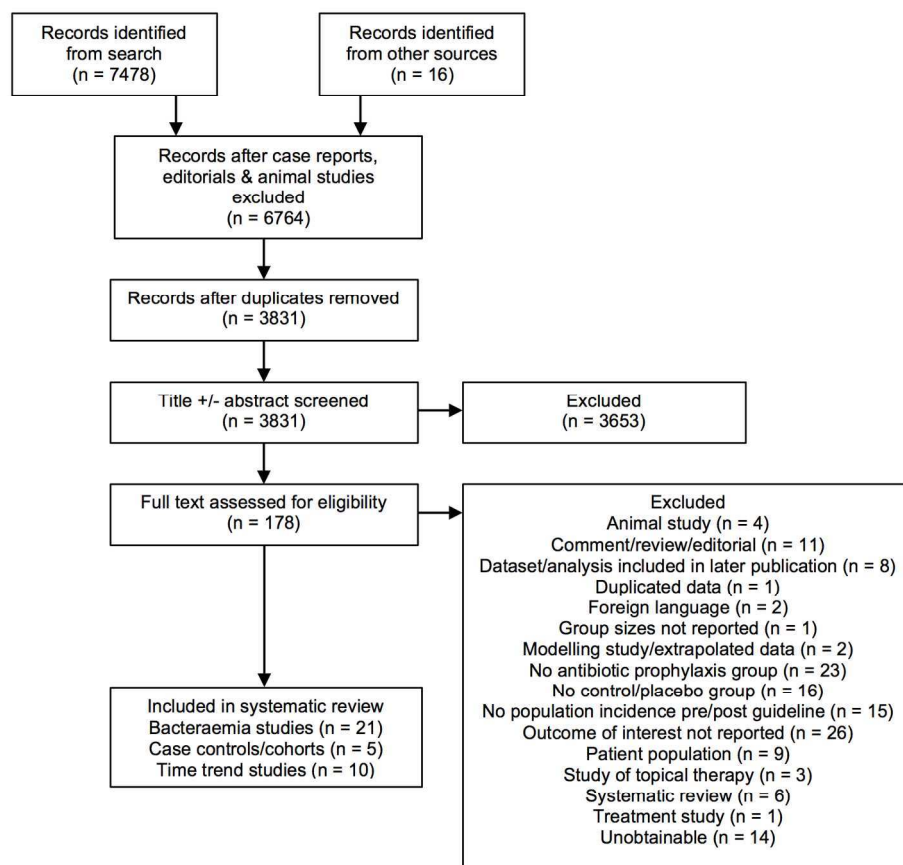 Records identified
from search
(n = 7478)
Records identified
from other sources
(n = 16)
Records after case reports,
editorials & animal studies
excluded
(n = 6764)
Records after duplicates removed
(n = 3831)
Title +/- abstract screened
(n = 3831)
Excluded
(n = 3653)
Full text assessed for eligibility
(n = 178)
Excluded
Animal study (n = 4)
Comment/review/editorial (n = 11)
Dataset/analysis included in later publication (n = 8)
Duplicated data (n = 1)
Foreign language (n = 2)
Group sizes not reported (n = 1)
Modelling study/extrapolated data (n = 2)
No antibiotic prophylaxis group (n = 23)
No control/placebo group (n = 16)
No population incidence pre/post guideline (n = 15)
Outcome of interest not reported (n = 26)
Patient population (n = 9)
Study of topical therapy (n = 3)
Systematic review (n = 6)
Treatment study (n = 1)
Unobtainable (n = 14)
Included in systematic review
Bacteraemia studies (n = 21)
Case controls/cohorts (n = 5)
Time trend studies (n = 10)